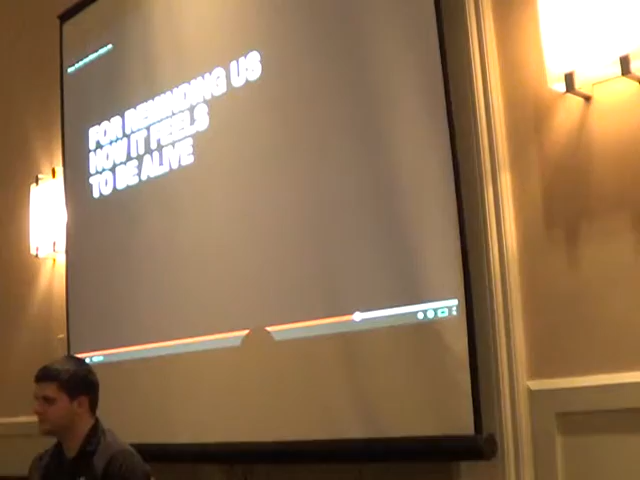 FOR REMINDING US
HOW IT FEELS
TO BE ALIVE